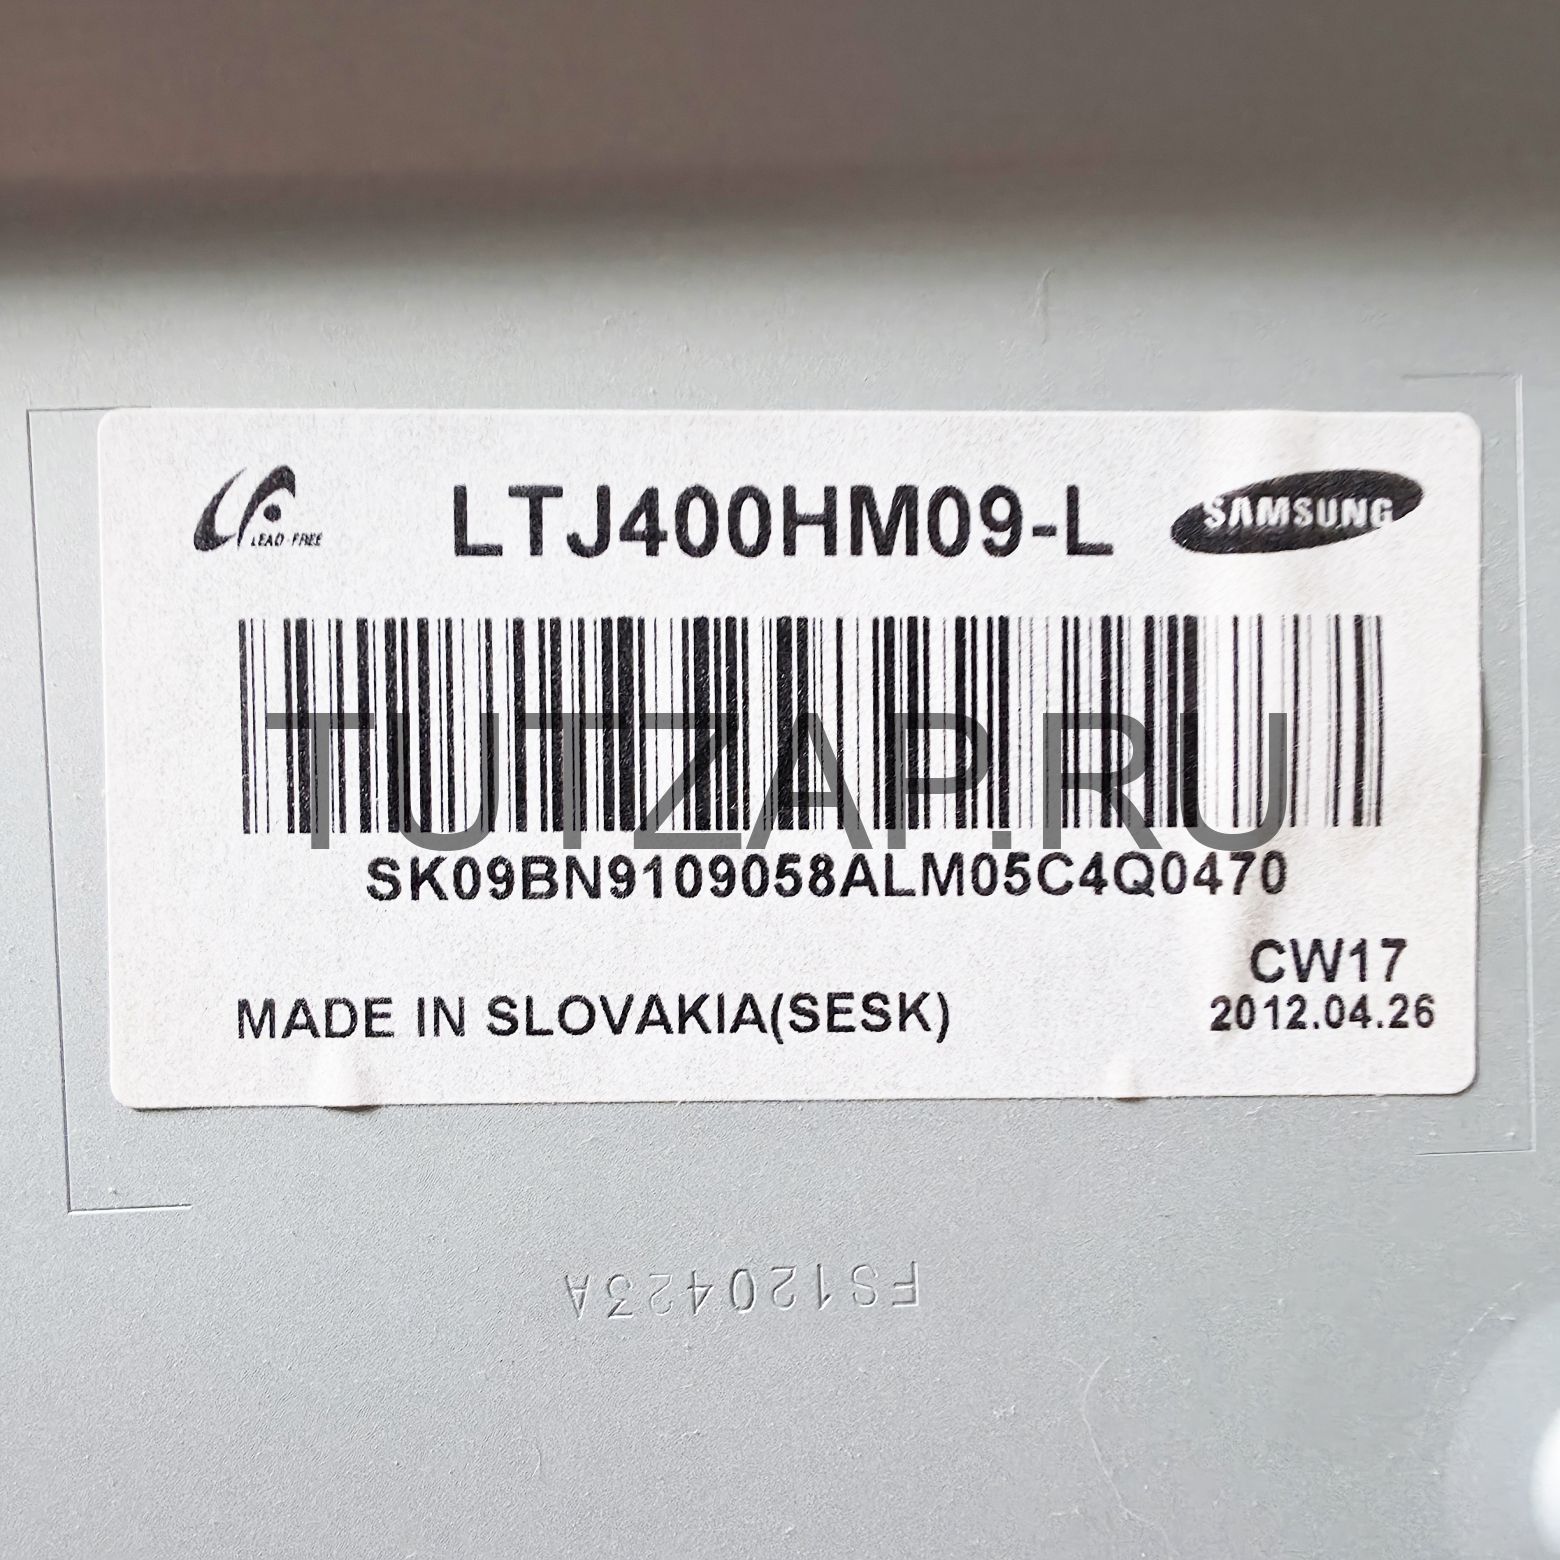 LEAD-FREE
LTJ400HM09-L
SAMSUNG
TUTZAP.RU
SK09BN9109058ALM05C4Q0470
CW17
MADE IN SLOVAKIA(SESK)
2012.04.26
FS120423A